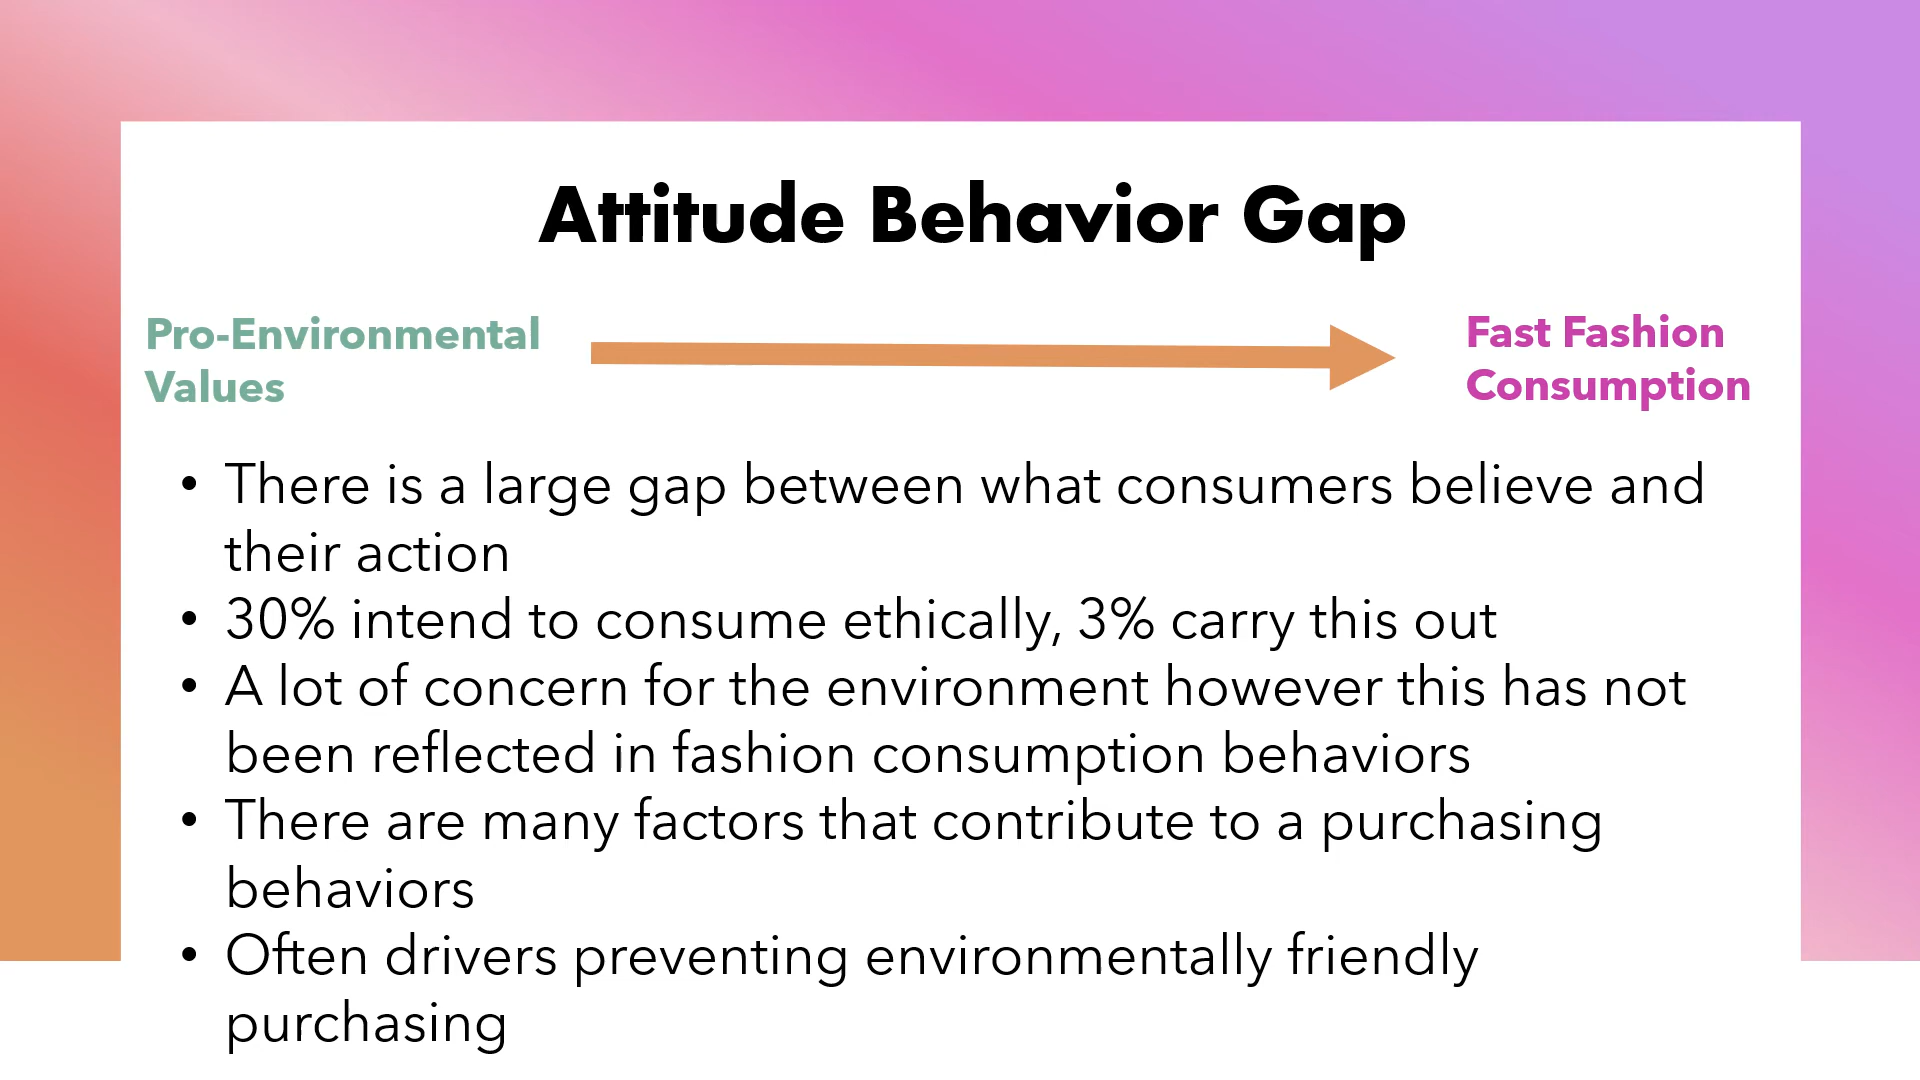 Attitude Behavior Gap
Pro-Environmental
Values
Fast Fashion
Consumption
• There is a large gap between what consumers believe and
their action
• 30% intend to consume ethically, 3% carry this out
• A lot of concern for the environment however this has not
been reflected in fashion consumption behaviors
• There are many factors that contribute to a purchasing
behaviors
• Often drivers preventing environmentally friendly
purchasing